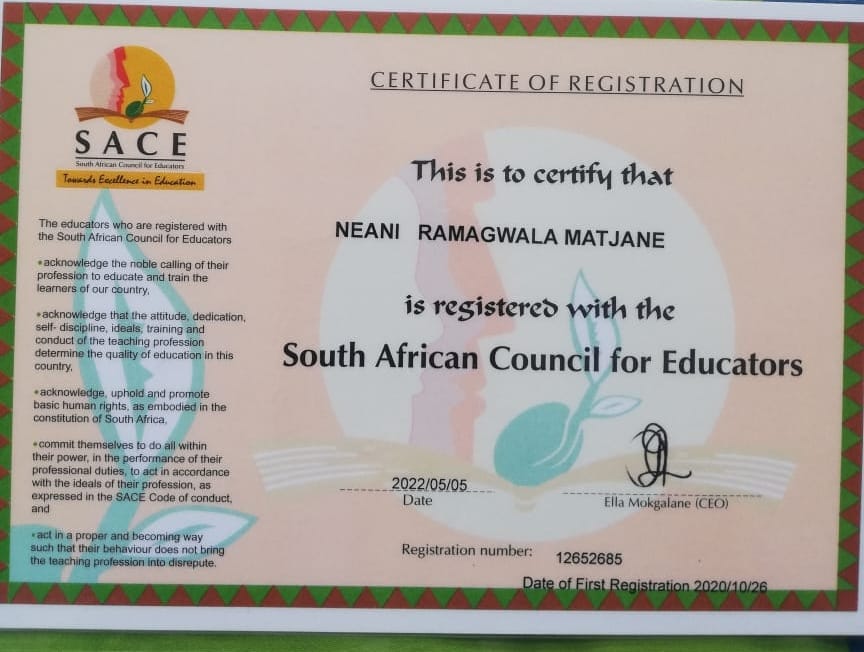 SACE
South African Council for Educators
Towards Excellence in Education
The educators who are registered with
the South African Council for Educators
•acknowledge the noble calling of their
profession to educate and train the
learners of our country,
•acknowledge that the attitude, dedication,
self- discipline, ideals, training and
conduct of the teaching profession
determine the quality of education in this
country,
•acknowledge, uphold and promote
basic human rights, as embodied in the
constitution of South Africa,
•commit themselves to do all within
their power, in the performance of their
professional duties, to act in accordance
with the ideals of their profession, as
expressed in the SACE Code of conduct,
and
•act in a proper and becoming way
such that their behaviour does not bring
the teaching profession into disrepute.
CERTIFICATE OF REGISTRATION
This is to certify that
NEANI RAMAGWALA MATJANE
is registered with the
South African Council for Educators
2022/05/05
Date
Ella Mokgalane (CEO)
Registration number: 12652685
Date of First Registration 2020/10/26